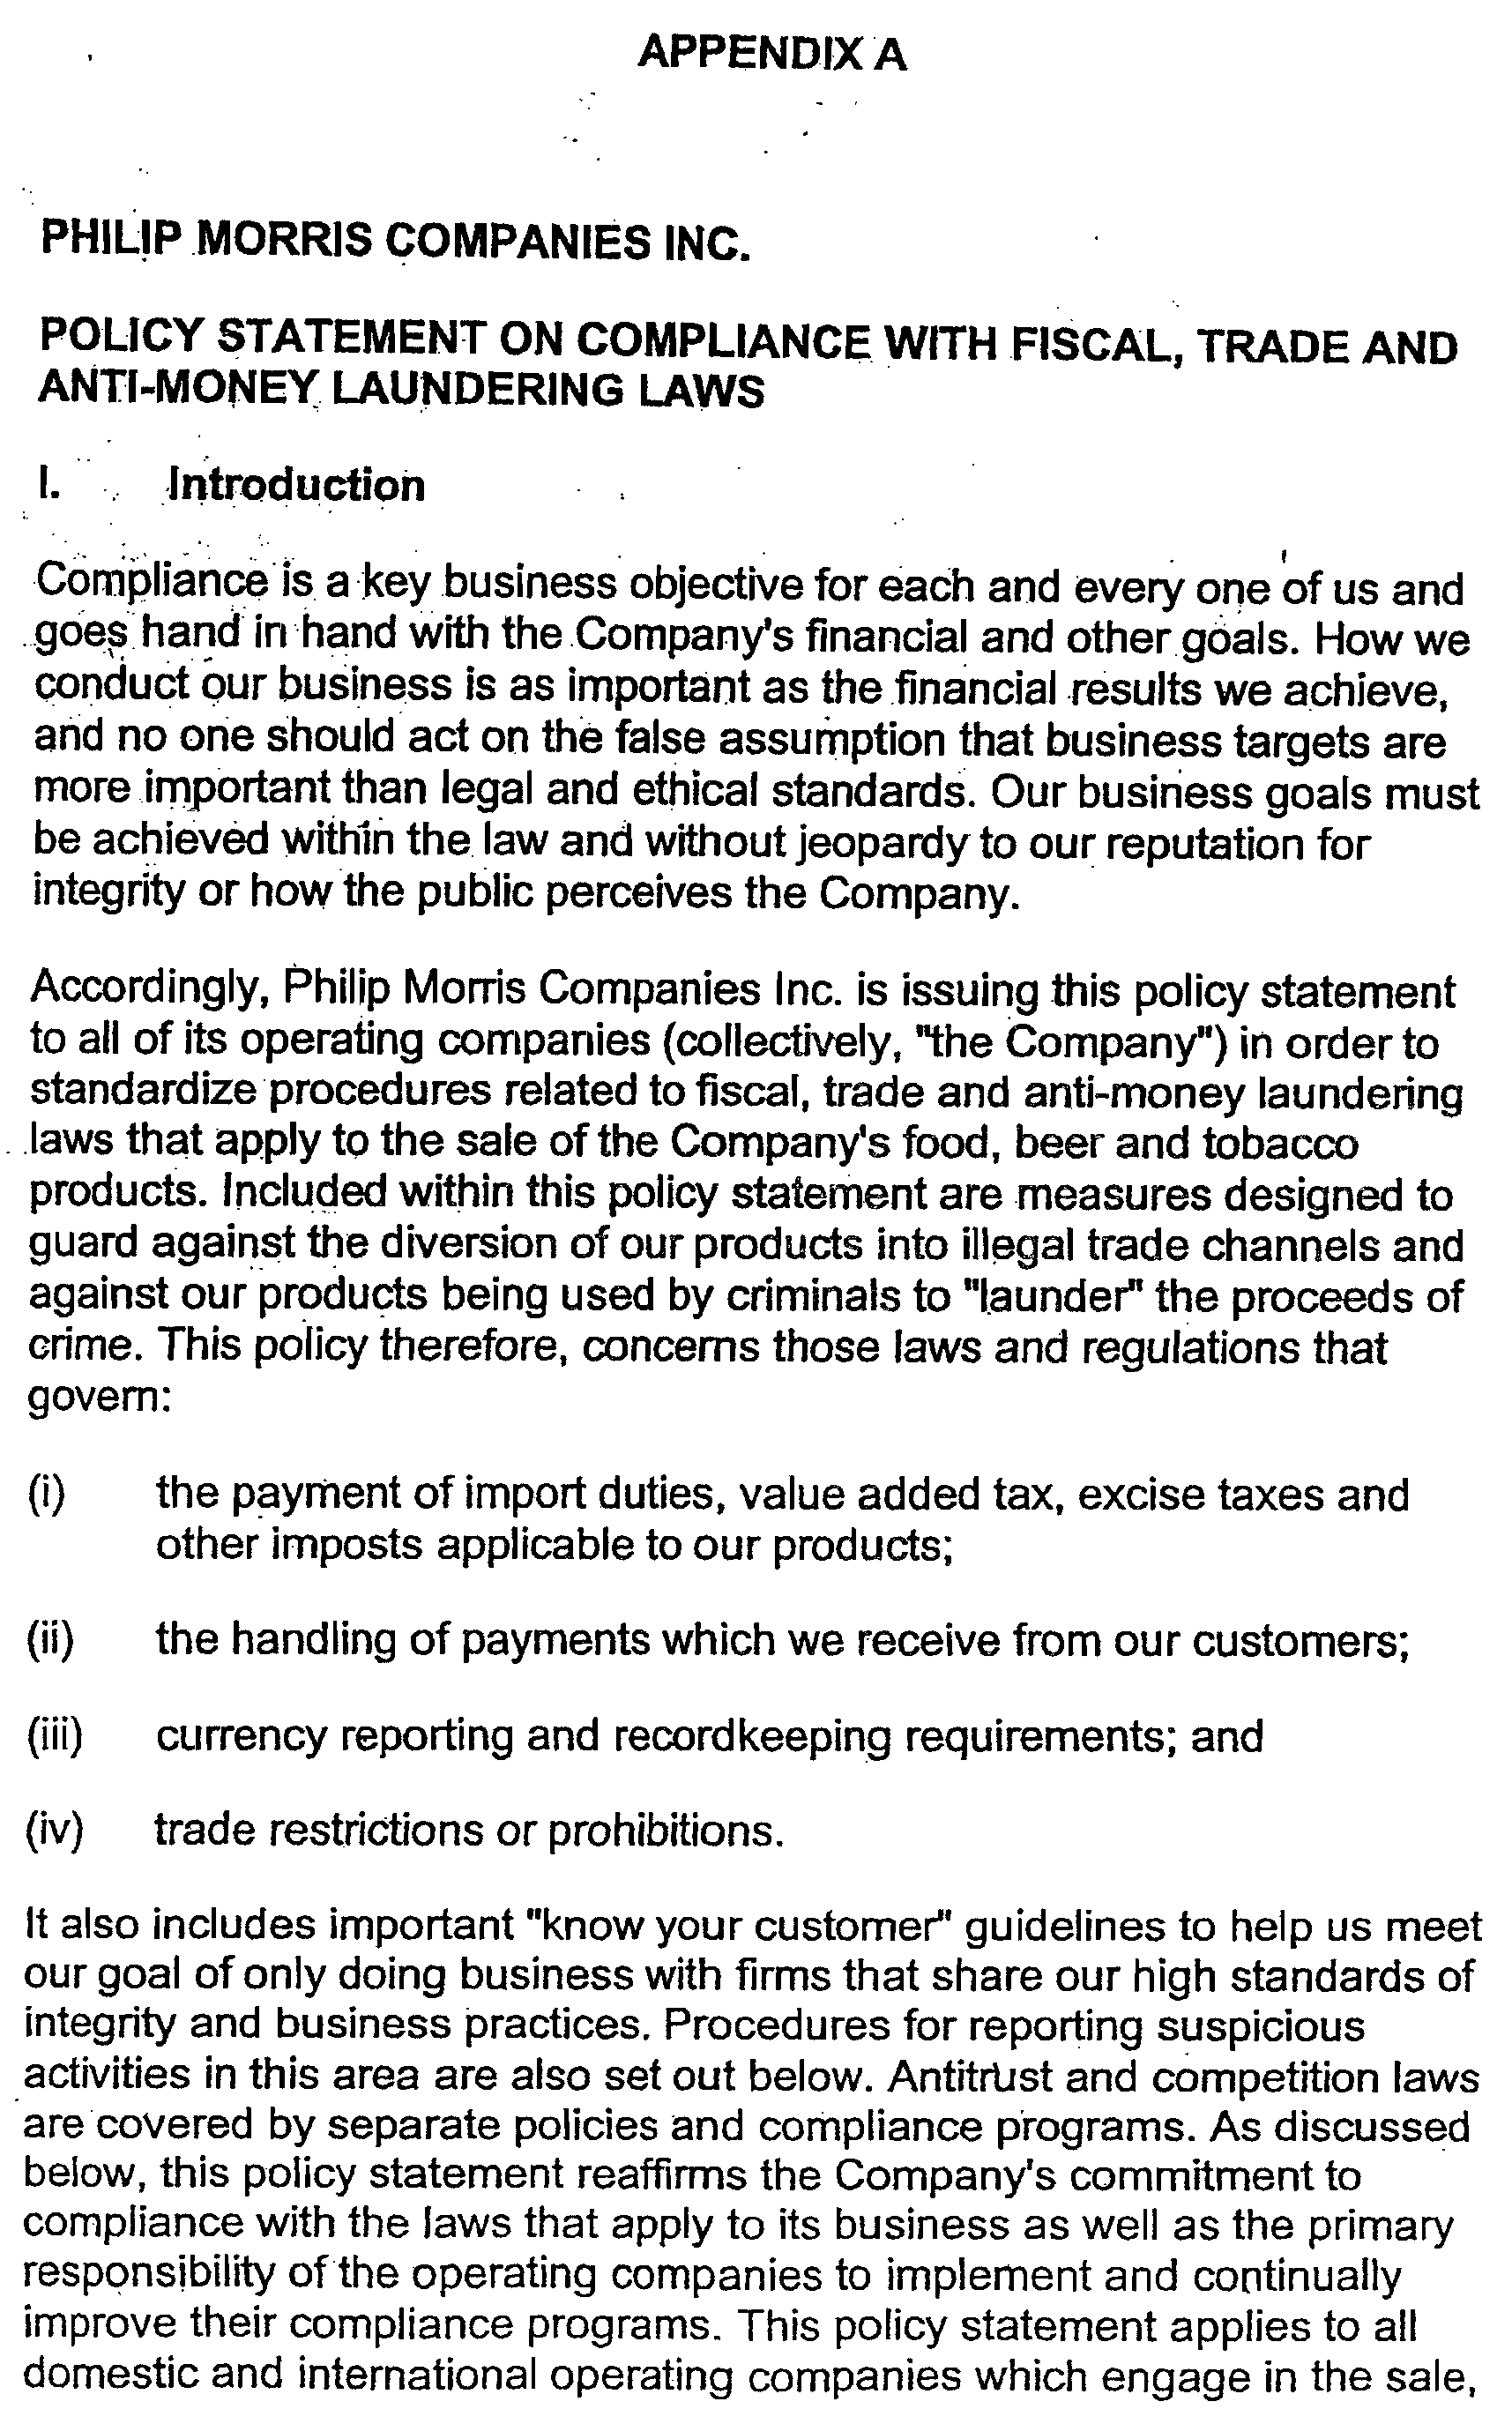 APPENDIX A
PHILIP MORRIS COMPANIES INC.
POLICY STATEMENT ON COMPLIANCE WITH FISCAL, TRADE AND
ANTI-MONEY LAUNDERING LAWS
I. Introduction
Compliance is a key business objective for each and every one of us and
goes hand in hand with the Company's financial and other goals. How we
conduct our business is as important as the financial results we achieve,
and no one should act on the false assumption that business targets are
more important than legal and ethical standards. Our business goals must
be achieved within the law and without jeopardy to our reputation for
integrity or how the public perceives the Company.
Accordingly, Philip Morris Companies Inc. is issuing this policy statement
to all of its operating companies (collectively, "the Company") in order to
standardize procedures related to fiscal, trade and anti-money laundering
laws that apply to the sale of the Company's food, beer and tobacco
products. Included within this policy statement are measures designed to
guard against the diversion of our products into illegal trade channels and
against our products being used by criminals to "launder" the proceeds of
crime. This policy therefore, concerns those laws and regulations that
govern:
(i) the payment of import duties, value added tax, excise taxes and
other imposts applicable to our products;
(ii) the handling of payments which we receive from our customers;
(iii) currency reporting and recordkeeping requirements; and
(iv) trade restrictions or prohibitions.
It also includes important "know your customer" guidelines to help us meet
our goal of only doing business with firms that share our high standards of
integrity and business practices. Procedures for reporting suspicious
activities in this area are also set out below. Antitrust and competition laws
are covered by separate policies and compliance programs. As discussed
below, this policy statement reaffirms the Company's commitment to
compliance with the laws that apply to its business as well as the primary
responsibility of the operating companies to implement and continually
improve their compliance programs. This policy statement applies to all
domestic and international operating companies which engage in the sale,